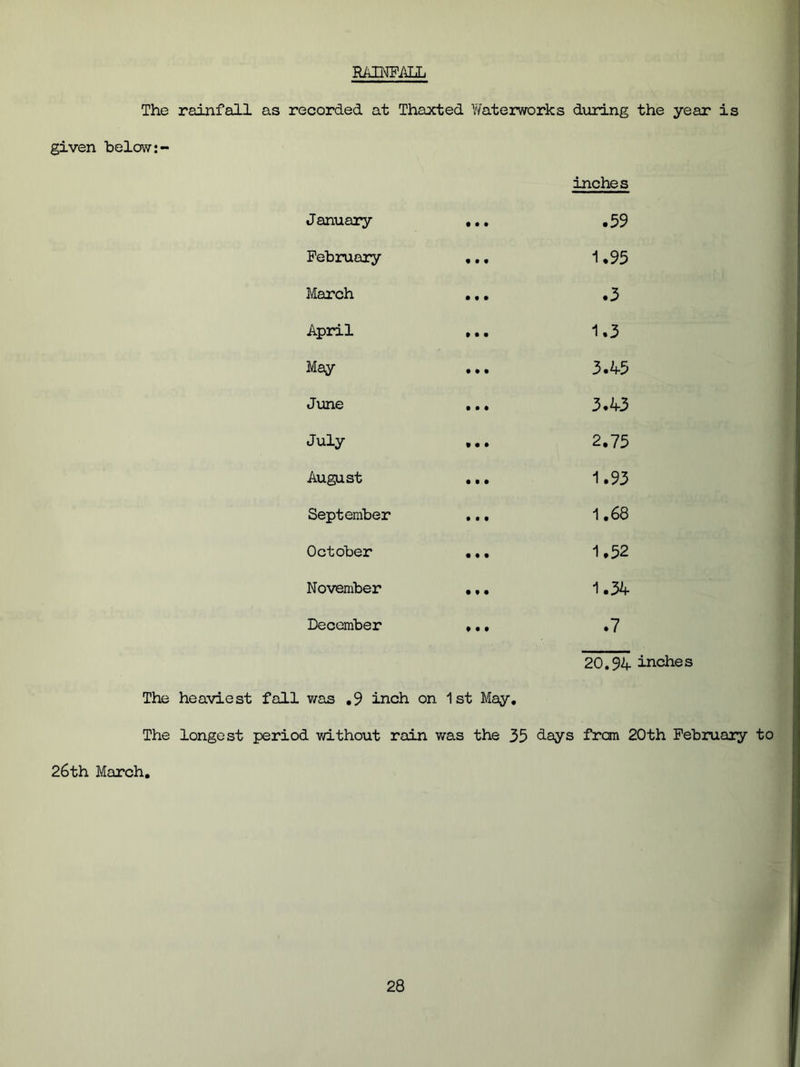 RAINFALL
The rainfall as recorded at Thaxted Waterworks during the year is
given below:-
inches
January ... .59
February ... 1.95
March ... .3
April ... 1.3
May ... 3.45
June ... 3.43
July ... 2.75
August ... 1.93
September ... 1.68
October ... 1.52
November ... 1.34
December ... .7
20.94 inches
The heaviest fall was .9 inch on 1st May.
The longest period without rain was the 35 days from 20th February to
26th March.
28